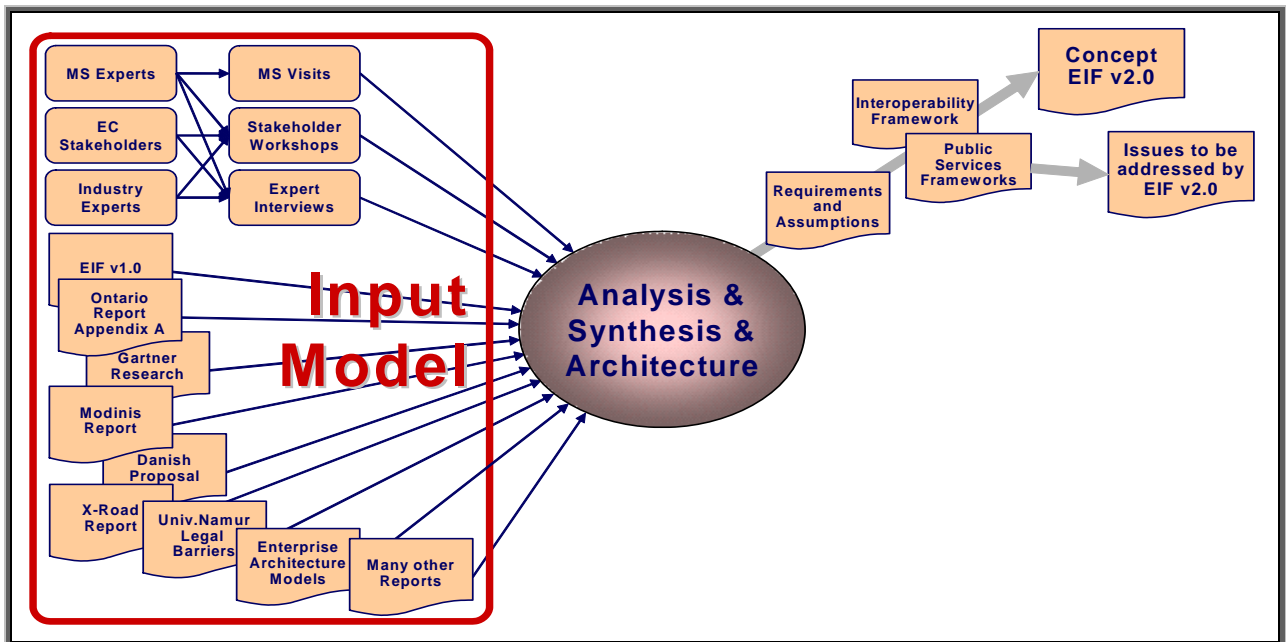 MS Experts
MS Visits
EC
Stakeholders
Stakeholder
Workshops
Industry
Experts
Expert
Interviews
EIF v1.0
Ontario
Report
Appendix A
Gartner
Research
Modinis
Report
Danish
Proposal
X-Road
Report
Univ.Namur
Legal
Barriers
Enterprise
Architecture
Models
Many other
Reports
Input
Model
Analysis &
Synthesis &
Architecture
Requirements
and
Assumptions
Interoperability
Framework
Public
Services
Frameworks
Concept
EIF v2.0
Issues to be
addressed by
EIF v2.0